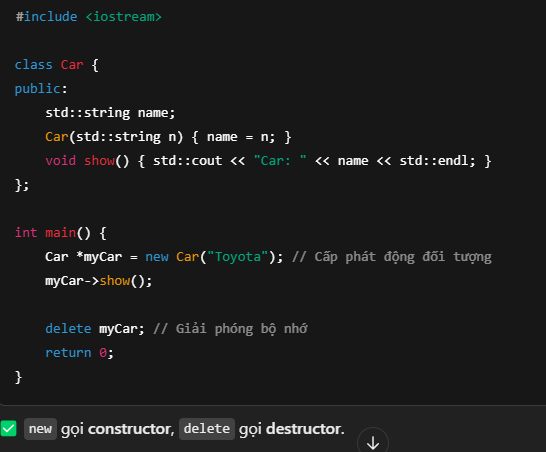 #include <iostream>
class Car {
public:
    std::string name;
    Car(std::string n) { name = n; }
    void show() { std::cout << "Car: " << name << std::endl; }
};
int main() {
    Car *myCar = new Car("Toyota"); // Cấp phát động đối tượng
    myCar->show();
    delete myCar; // Giải phóng bộ nhớ
    return 0;
}
new gọi constructor, delete gọi destructor.